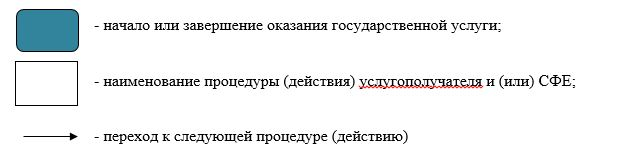 - начало или завершение оказания государственной услуги;
- наименование процедуры (действия) услугополучателя и (или) СФЕ;
- переход к следующей процедуре (действию)